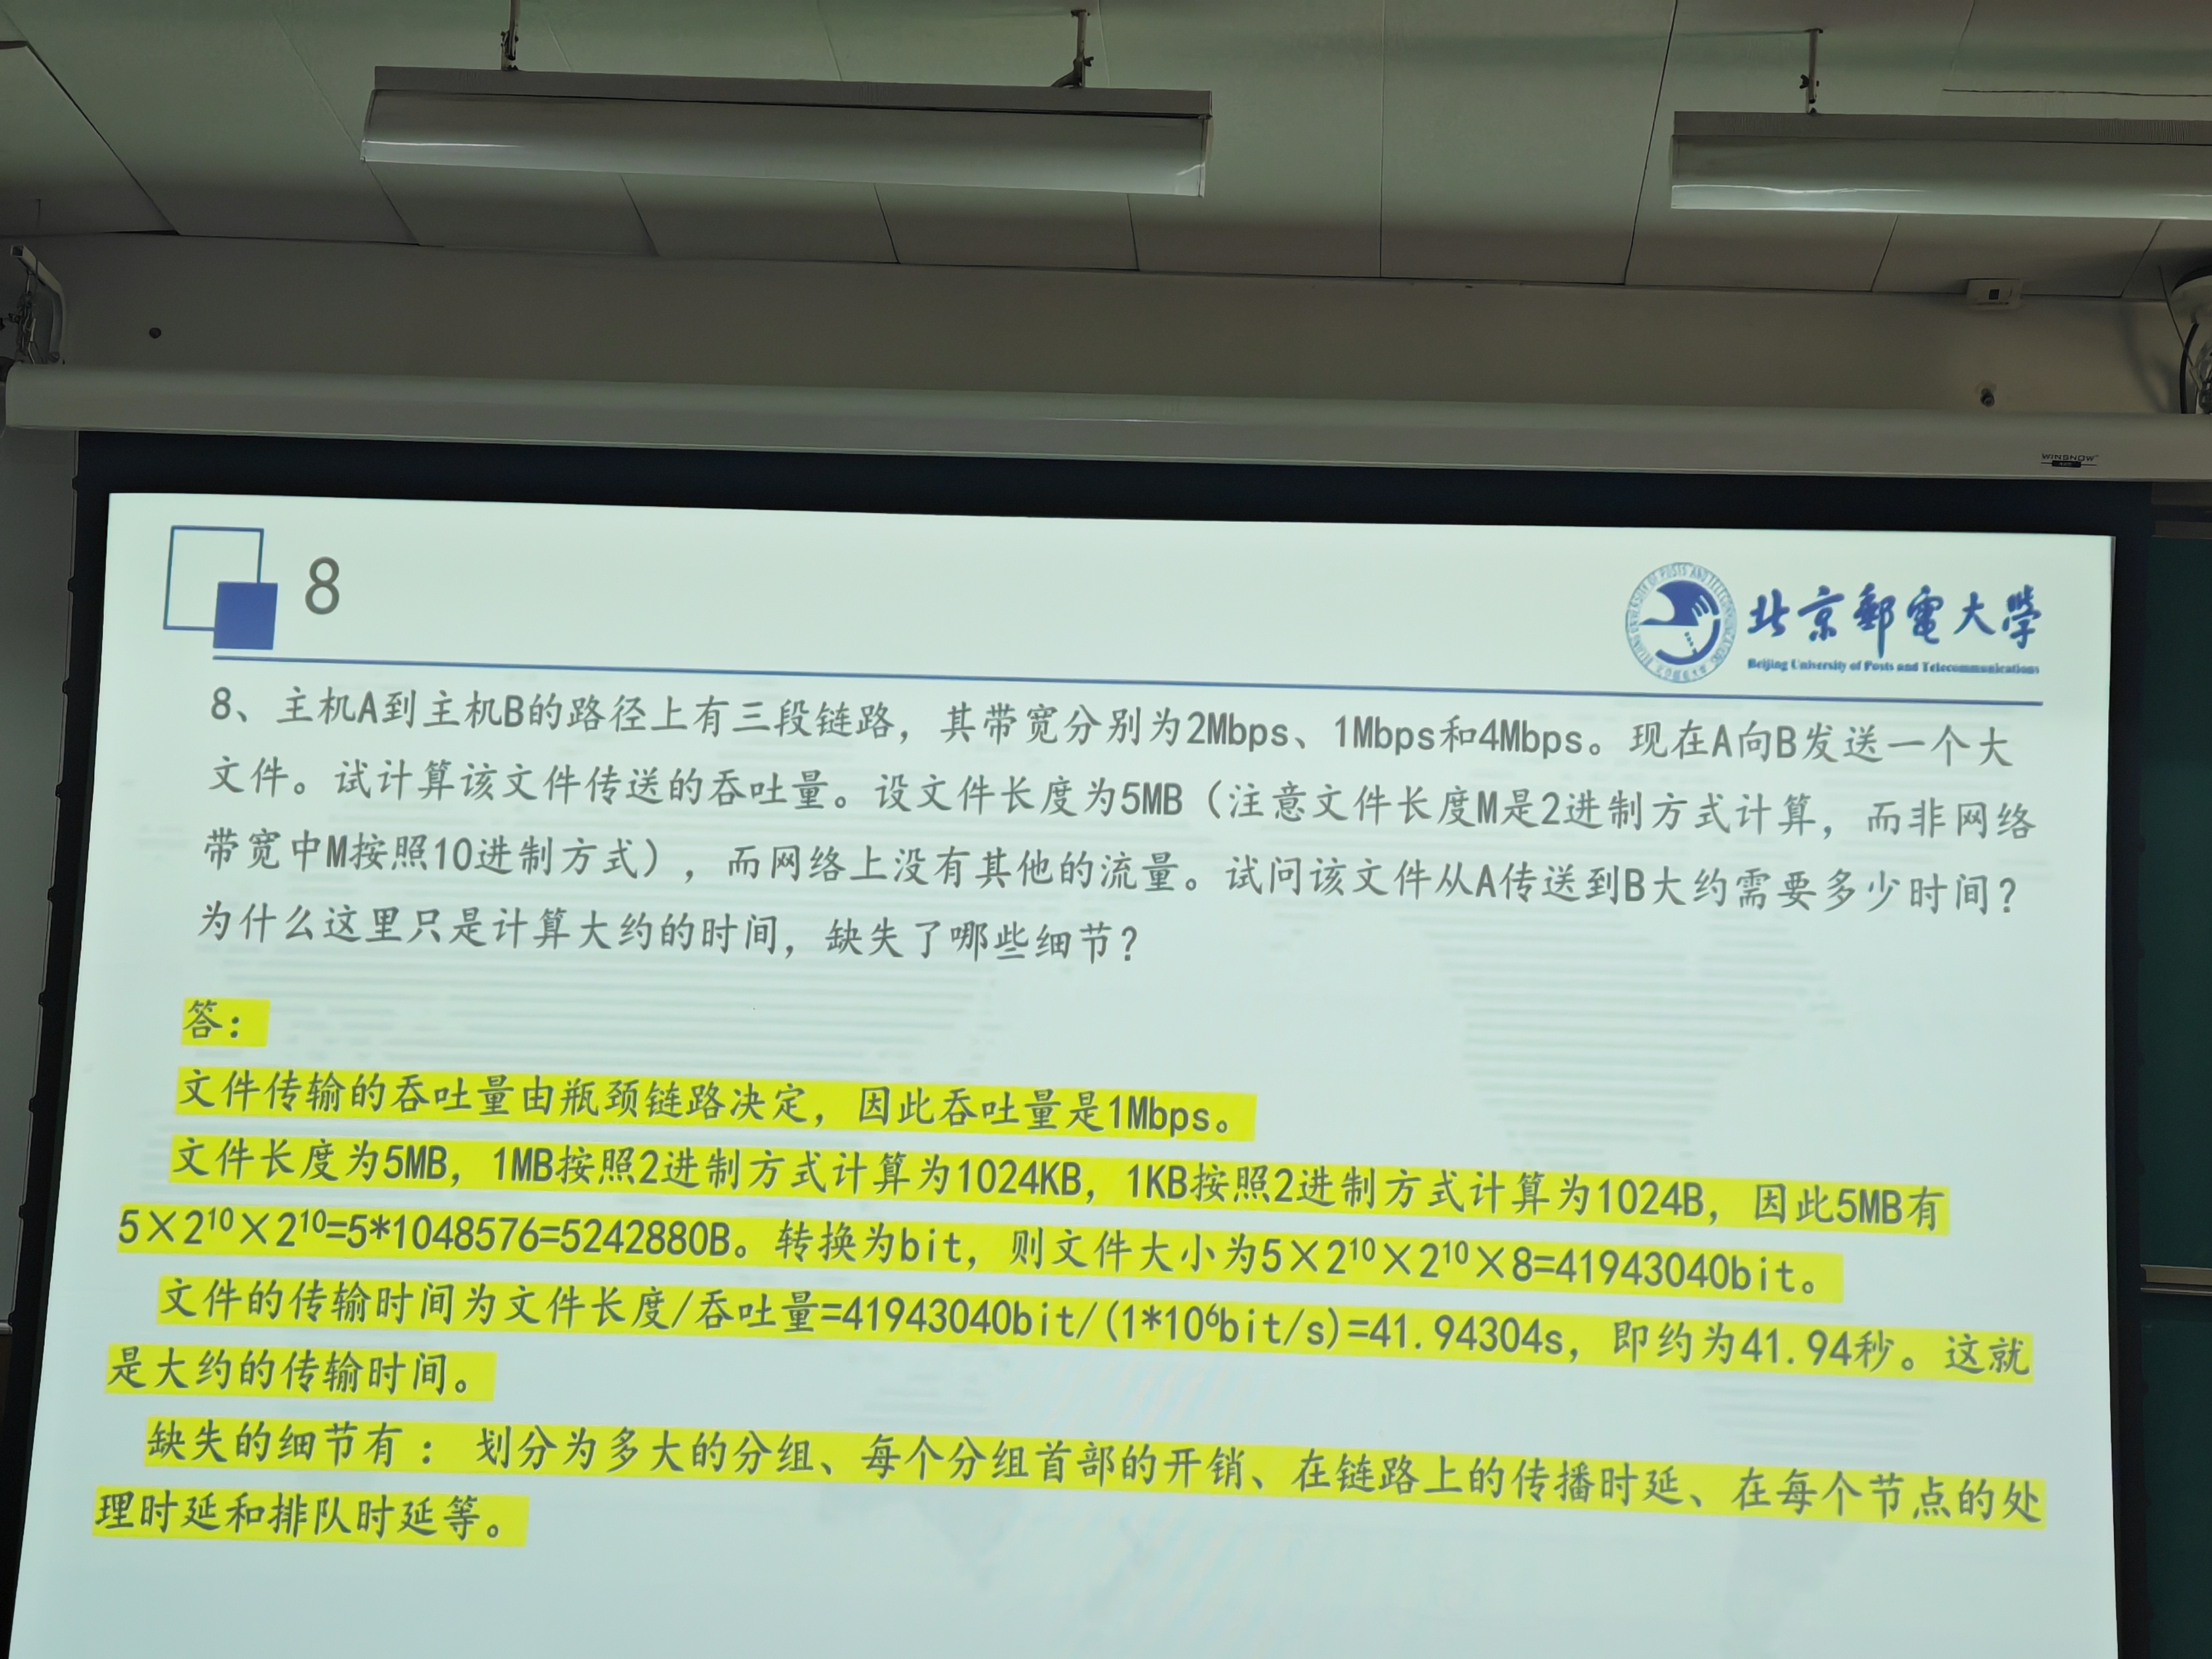 WINSNOW
8
北京郵電大學
Beijing University of Posts and Telecommunications
8、主机A到主机B的路径上有三段链路，其带宽分别为2Mbps、1Mbps和4Mbps。现在A向B发送一个大
文件。试计算该文件传送的吞吐量。设文件长度为5MB（注意文件长度M是2进制方式计算，而非网络
带宽中M按照10进制方式），而网络上没有其他的流量。试问该文件从A传送到B大约需要多少时间？
为什么这里只是计算大约的时间，缺失了哪些细节？
答：
文件传输的吞吐量由瓶颈链路决定，因此吞吐量是1Mbps。
文件长度为5MB，1MB按照2进制方式计算为1024KB，1KB按照2进制方式计算为1024B，因此5MB有
5×2¹⁰×2¹⁰=5*1048576=5242880B。转换为bit，则文件大小为5×2¹⁰×2¹⁰×8=41943040bit。
文件的传输时间为文件长度/吞吐量=41943040bit/(1*10⁶bit/s)=41.94304s，即约为41.94秒。这就
是大约的传输时间。
缺失的细节有：划分为多大的分组、每个分组首部的开销、在链路上的传播时延、在每个节点的处
理时延和排队时延等。